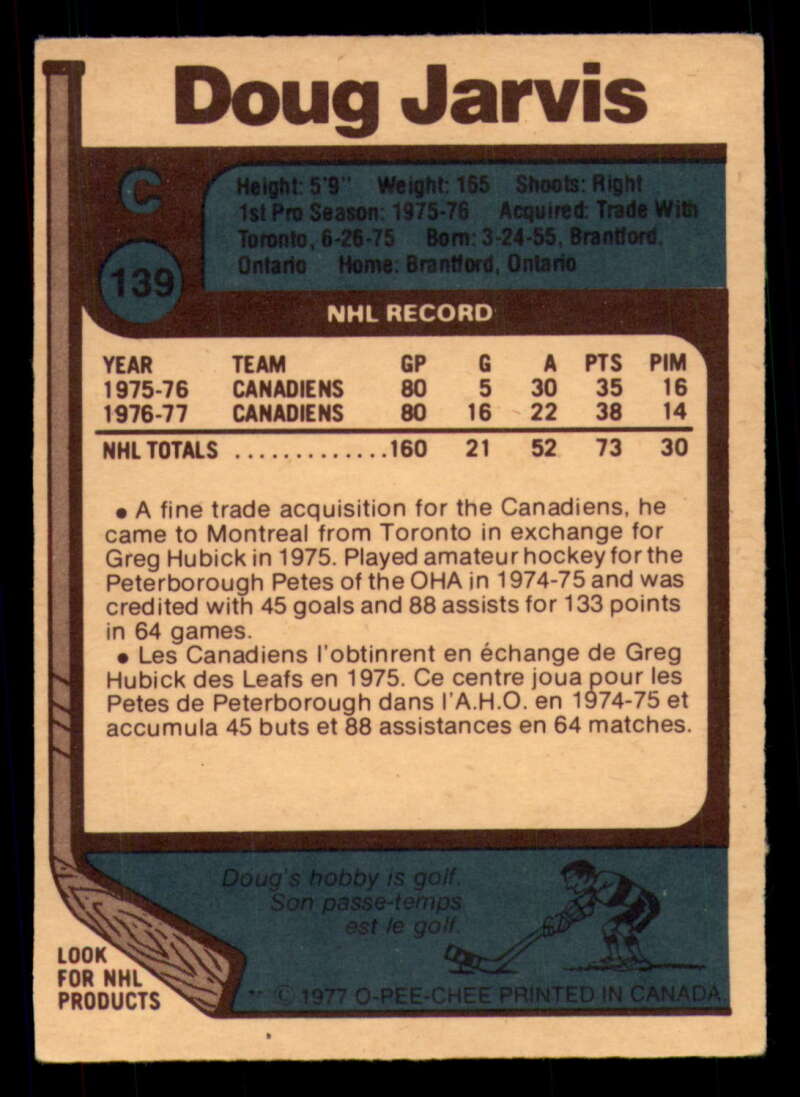 Doug Jarvis
C
Height: 5'9" Weight: 165 Shoots: Right
1st Pro Season: 1975-76 Acquired: Trade With
Toronto, 6-26-75 Born: 3-24-55, Brantford,
Ontario Home: Brantford, Ontario
139
NHL RECORD
YEAR TEAM GP G A PTS PIM
1975-76 CANADIENS 80 5 30 35 16
1976-77 CANADIENS 80 16 22 38 14
NHL TOTALS .............160 21 52 73 30
● A fine trade acquisition for the Canadiens, he
came to Montreal from Toronto in exchange for
Greg Hubick in 1975. Played amateur hockey for the
Peterborough Petes of the OHA in 1974-75 and was
credited with 45 goals and 88 assists for 133 points
in 64 games.
● Les Canadiens l'obtinrent en échange de Greg
Hubick des Leafs en 1975. Ce centre joua pour les
Petes de Peterborough dans l'A.H.O. en 1974-75 et
accumula 45 buts et 88 assistances en 64 matches.
Doug's hobby is golf.
Son passe-temps
est le golf.
LOOK
FOR NHL
PRODUCTS
** © 1977 O-PEE-CHEE PRINTED IN CANADA.